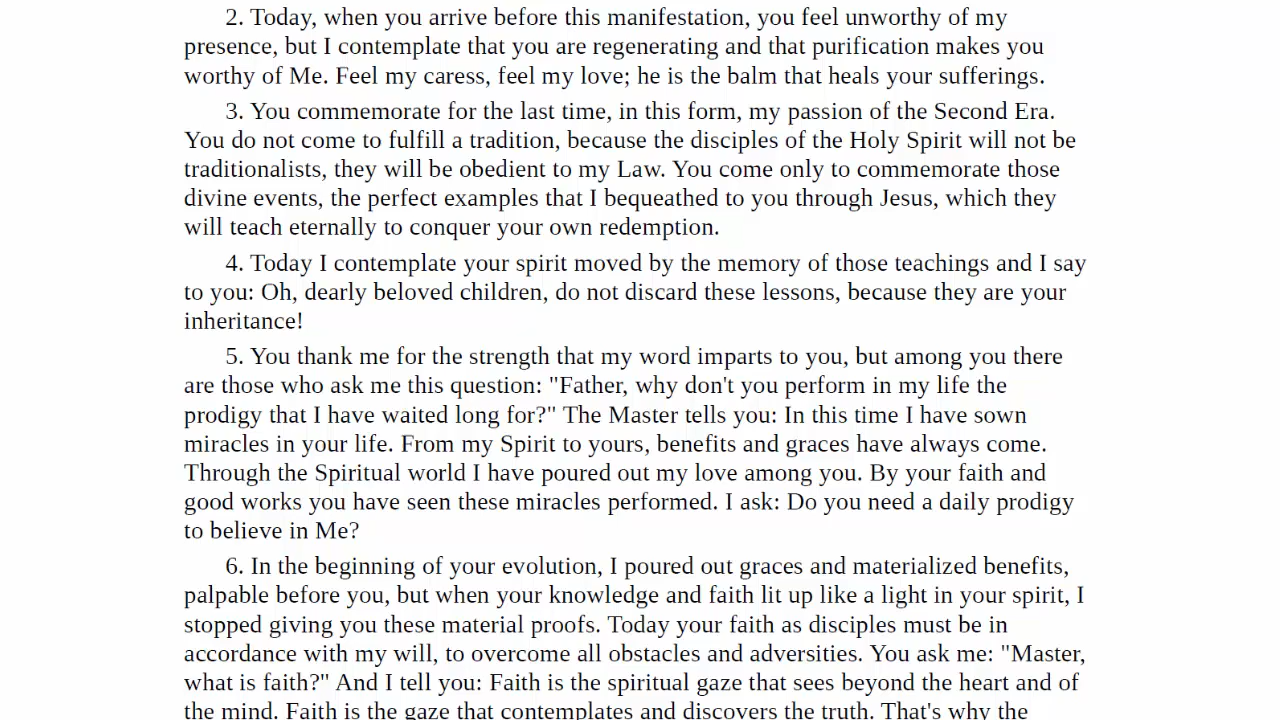 2. Today, when you arrive before this manifestation, you feel unworthy of my
presence, but I contemplate that you are regenerating and that purification makes you
worthy of Me. Feel my caress, feel my love; he is the balm that heals your sufferings.
3. You commemorate for the last time, in this form, my passion of the Second Era.
You do not come to fulfill a tradition, because the disciples of the Holy Spirit will not be
traditionalists, they will be obedient to my Law. You come only to commemorate those
divine events, the perfect examples that I bequeathed to you through Jesus, which they
will teach eternally to conquer your own redemption.
4. Today I contemplate your spirit moved by the memory of those teachings and I say
to you: Oh, dearly beloved children, do not discard these lessons, because they are your
inheritance!
5. You thank me for the strength that my word imparts to you, but among you there
are those who ask me this question: "Father, why don't you perform in my life the
prodigy that I have waited long for?" The Master tells you: In this time I have sown
miracles in your life. From my Spirit to yours, benefits and graces have always come.
Through the Spiritual world I have poured out my love among you. By your faith and
good works you have seen these miracles performed. I ask: Do you need a daily prodigy
to believe in Me?
6. In the beginning of your evolution, I poured out graces and materialized benefits,
palpable before you, but when your knowledge and faith lit up like a light in your spirit, I
stopped giving you these material proofs. Today your faith as disciples must be in
accordance with my will, to overcome all obstacles and adversities. You ask me: "Master,
what is faith?" And I tell you: Faith is the spiritual gaze that sees beyond the heart and of
the mind. Faith is the gaze that contemplates and discovers the truth. That's why the